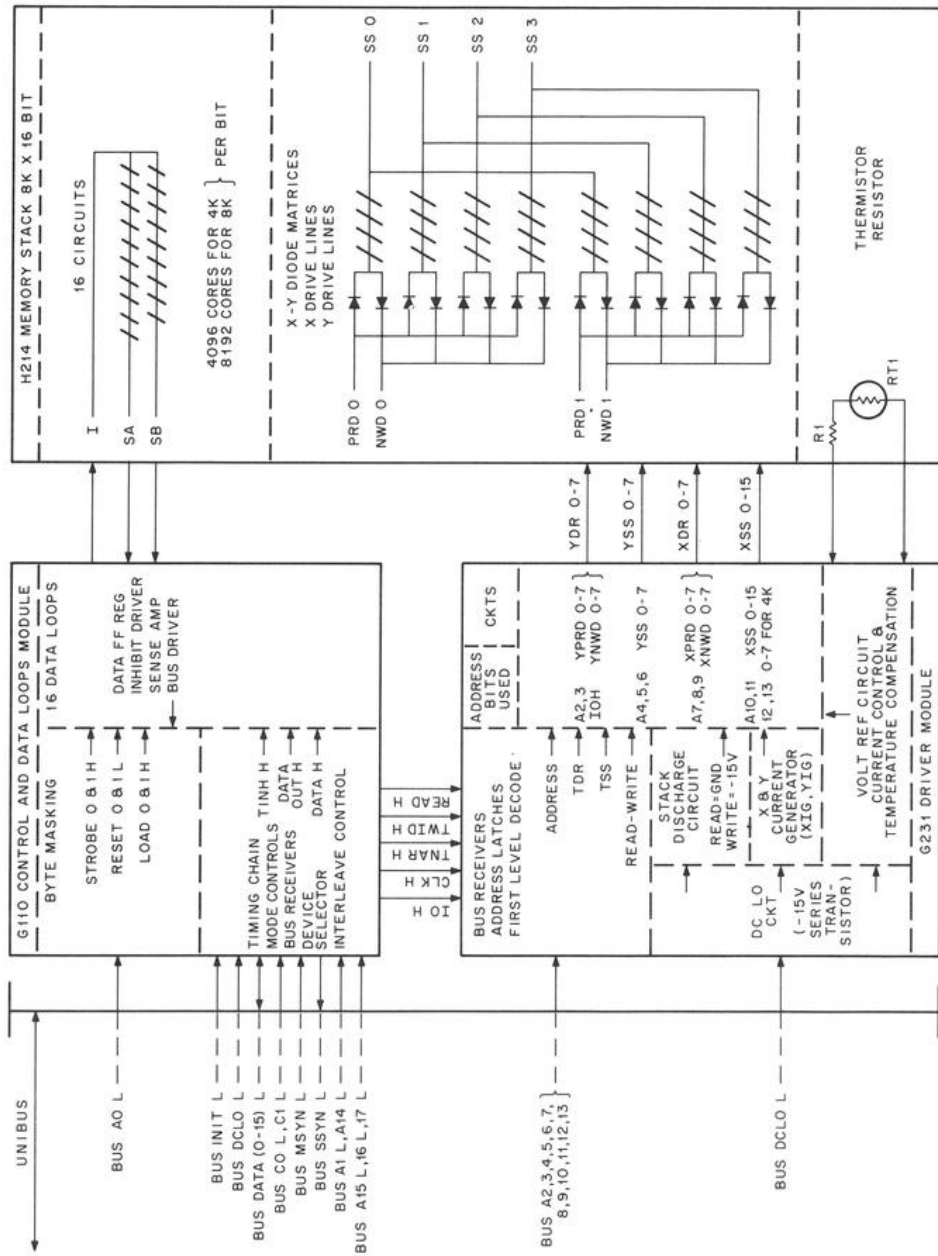 UNIBUS
BUS A0 L
BUS INIT L
BUS DCLO L
BUS DATA (0-15) L
BUS C0 L, C1 L
BUS MSYN L
BUS SSYN L
BUS A1 L, A14 L
BUS A15 L, 16 L, 17 L
BUS A2,3,4,5,6,7,
8,9,10,11,12,13
BUS DCLO L
G110 CONTROL AND DATA LOOPS MODULE
BYTE MASKING
16 DATA LOOPS
STROBE 0 & 1 H
RESET 0 & 1 L
LOAD 0 & 1 H
DATA FF REG
INHIBIT DRIVER
SENSE AMP
BUS DRIVER
TIMING CHAIN
MODE CONTROLS
BUS RECEIVERS
DEVICE
SELECTOR
INTERLEAVE CONTROL
TINH H
DATA
OUT H
DATA H
IO H
CLK H
TNAR H
TWID H
READ H
BUS RECEIVERS
ADDRESS LATCHES
FIRST LEVEL DECODE
ADDRESS
BITS
USED
CKTS
ADDRESS
TDR
TSS
READ-WRITE
A2,3
IOH
YPRD 0-7
YNWD 0-7
A4,5,6
YSS 0-7
A7,8,9
XPRD 0-7
XNWD 0-7
A10,11
12,13
XSS 0-15
0-7 FOR 4K
STACK
DISCHARGE
CIRCUIT
READ=GND
WRITE=-15V
DC LO
CKT
(-15V
SERIES
TRAN-
SISTOR)
X & Y
CURRENT
GENERATOR
(XIG,YIG)
VOLT REF CIRCUIT
CURRENT CONTROL &
TEMPERATURE COMPENSATION
G231 DRIVER MODULE
YDR 0-7
YSS 0-7
XDR 0-7
XSS 0-15
H214 MEMORY STACK 8K X 16 BIT
16 CIRCUITS
I
SA
SB
4096 CORES FOR 4K
8192 CORES FOR 8K
PER BIT
X-Y DIODE MATRICES
X DRIVE LINES
Y DRIVE LINES
SS 0
SS 1
SS 2
SS 3
PRD 0
NWD 0
PRD 1
NWD 1
R1
RT1
THERMISTOR
RESISTOR